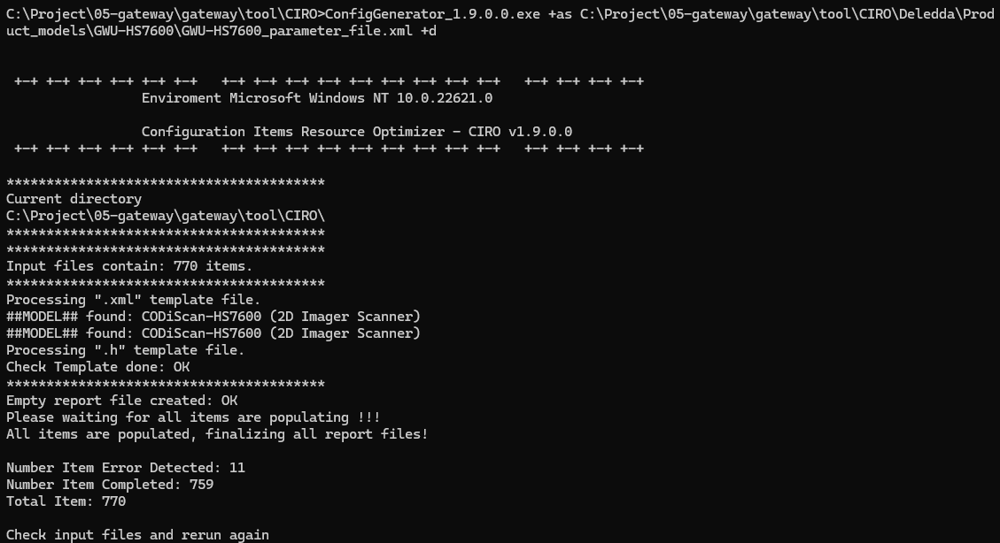 C:\Project\05-gateway\gateway\tool\CIRO>ConfigGenerator_1.9.0.0.exe +as C:\Project\05-gateway\gateway\tool\CIRO\Deledda\Prod
uct_models\GWU-HS7600\GWU-HS7600_parameter_file.xml +d
+-+ +-+ +-+ +-+ +-+ +-+   +-+ +-+ +-+ +-+ +-+ +-+ +-+ +-+ +-+   +-+ +-+ +-+ +-+
Enviroment Microsoft Windows NT 10.0.22621.0
Configuration Items Resource Optimizer - CIRO v1.9.0.0
+-+ +-+ +-+ +-+ +-+ +-+   +-+ +-+ +-+ +-+ +-+ +-+ +-+ +-+ +-+   +-+ +-+ +-+ +-+
****************************************
Current directory
C:\Project\05-gateway\gateway\tool\CIRO\
****************************************
****************************************
Input files contain: 770 items.
****************************************
Processing ".xml" template file.
##MODEL## found: CODiScan-HS7600 (2D Imager Scanner)
##MODEL## found: CODiScan-HS7600 (2D Imager Scanner)
Processing ".h" template file.
Check Template done: OK
****************************************
Empty report file created: OK
Please waiting for all items are populating !!!
All items are populated, finalizing all report files!
Number Item Error Detected: 11
Number Item Completed: 759
Total Item: 770
Check input files and rerun again